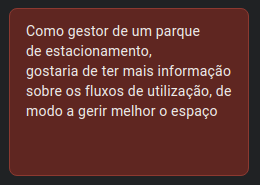 Como gestor de um parque
de estacionamento,
gostaria de ter mais informação
sobre os fluxos de utilização, de
modo a gerir melhor o espaço